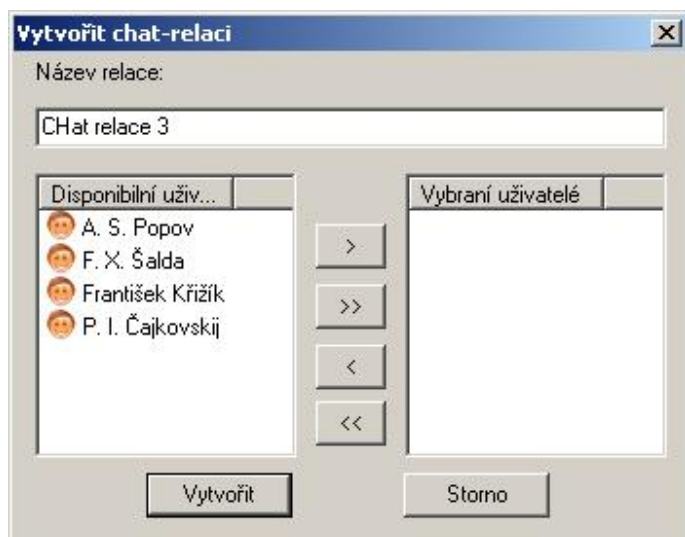 Vytvořit chat-relaci
Název relace:
CHat relace 3
Disponibilní uživ...
Vybraní uživatelé
A. S. Popov
F. X. Šalda
František Křižík
P. I. Čajkovskij
>
>>
<
<<
Vytvořit
Storno